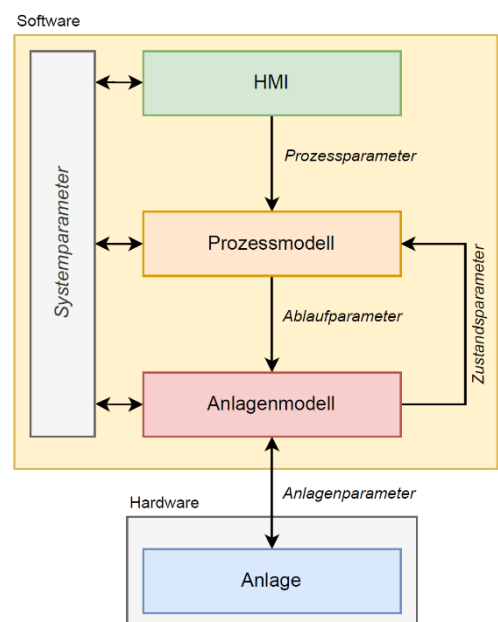 Software
HMI
Prozessparameter
Systemparameter
Prozessmodell
Zustandsparameter
Ablaufparameter
Anlagenmodell
Anlagenparameter
Hardware
Anlage